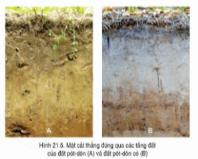 A
B
Hình 21.6. Mặt cắt thẳng đứng qua các tầng đất
của đất pốt-dôn (A) và đất pốt-dôn cỏ (B)